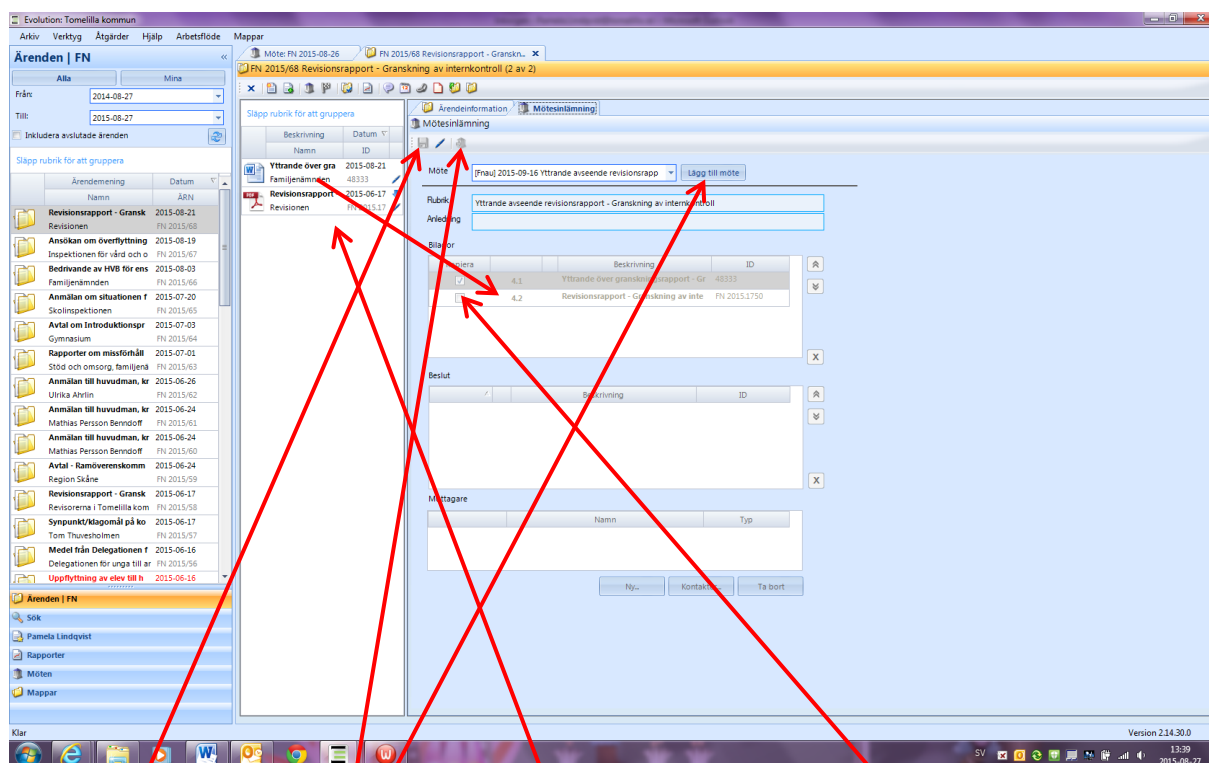 Evolution: Tomelilla kommun
Arkiv Verktyg Åtgärder Hjälp Arbetsflöde Mappar
Ärenden | FN «
Alla Mina
Från: 2014-08-27
Till: 2015-08-27
Inkludera avslutade ärenden
Släpp rubrik för att gruppera
Ärendemening Datum
Namn ÄRN
Revisionsrapport - Gransk 2015-08-21
Revisionen FN 2015/68
Ansökan om överflyttning 2015-08-19
Inspektionen för vård och o FN 2015/67
Bedrivande av HVB för ens 2015-08-03
Familjenämnden FN 2015/66
Anmälan om situationen f 2015-07-20
Skolinspektionen FN 2015/65
Avtal om Introduktionspr 2015-07-03
Gymnasium FN 2015/64
Rapporter om missförhåll 2015-07-01
Stöd och omsorg, familjenä FN 2015/63
Anmälan till huvudman, kr 2015-06-26
Ulrika Ahrlin FN 2015/62
Anmälan till huvudman, kr 2015-06-24
Mathias Persson Benndoff FN 2015/61
Anmälan till huvudman, kr 2015-06-24
Mathias Persson Benndoff FN 2015/60
Avtal - Ramöverenskomm 2015-06-24
Region Skåne FN 2015/59
Revisionsrapport - Gransk 2015-06-17
Revisorerna i Tomelilla kom FN 2015/58
Synpunkt/klagomål på ko 2015-06-17
Tom Thuvesholmen FN 2015/57
Medel från Delegationen f 2015-06-16
Delegationen för unga till ar FN 2015/56
Uppflyttning av elev till h 2015-06-16
Ärenden | FN
Sök
Pamela Lindqvist
Rapporter
Möten
Mappar
Möte: FN 2015-08-26 FN 2015/68 Revisionsrapport - Granskn...
FN 2015/68 Revisionsrapport - Granskning av internkontroll (2 av 2)
Släpp rubrik för att gruppera
Beskrivning Datum
Namn ID
Yttrande över gra 2015-08-21
Familjenämnden 48333
Revisionsrapport 2015-06-17
Revisionen FN 2015.17
Ärendeinformation Mötesinlämning
Mötesinlämning
Möte [Fnau] 2015-09-16 Yttrande avseende revisionsrapp Lägg till möte
Rubrik Yttrande avseende revisionsrapport - Granskning av internkontroll
Anledning
Bilagor
Kopiera Beskrivning ID
4.1 Yttrande över granskningsrapport - Gr 48333
4.2 Revisionsrapport - Granskning av inte FN 2015.1750
X
Beslut
Beskrivning ID
X
Mottagare
Namn Typ
Ny... Ta bort
Klar Version 2.14.30.0
SV 13:39
2015-08-27